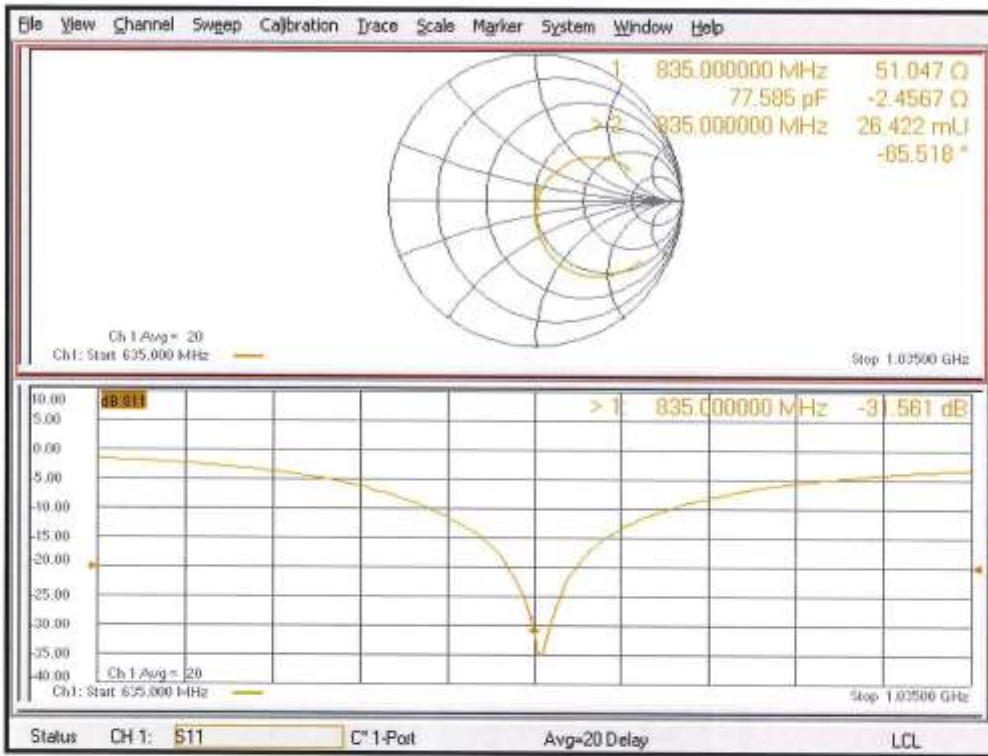 File View Channel Sweep Calibration Trace Scale Marker System Window Help
1 835.000000 MHz 51.047 Ω
77.585 pF -2.4567 Ω
> 2 835.000000 MHz 26.422 mU
-65.518 °
Ch 1 Avg = 20
Ch1: Start 635.000 MHz
Stop 1.03500 GHz
10.00
dB S11
> 1 835.000000 MHz -31.561 dB
5.00
0.00
-5.00
-10.00
-15.00
-20.00
-25.00
-30.00
-35.00
-40.00
Ch 1 Avg = 20
Ch1: Start 635.000 MHz
Stop 1.03500 GHz
Status CH 1: S11 C* 1-Port Avg=20 Delay LCL